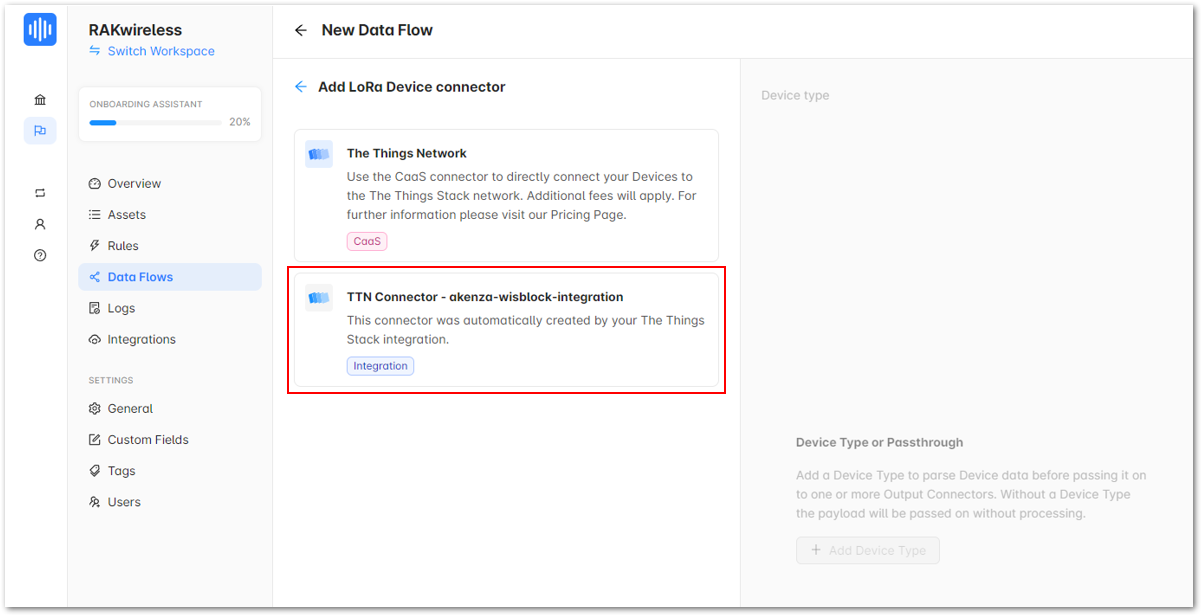 RAKwireless
Switch Workspace
ONBOARDING ASSISTANT
20%
Overview
Assets
Rules
Data Flows
Logs
Integrations
SETTINGS
General
Custom Fields
Tags
Users
New Data Flow
Add LoRa Device connector
The Things Network
Use the CaaS connector to directly connect your Devices to
the The Things Stack network. Additional fees will apply. For
further information please visit our Pricing Page.
CaaS
TTN Connector - akenza-wisblock-integration
This connector was automatically created by your The Things
Stack integration.
Integration
Device type
Device Type or Passthrough
Add a Device Type to parse Device data before passing it on
to one or more Output Connectors. Without a Device Type
the payload will be passed on without processing.
+ Add Device Type